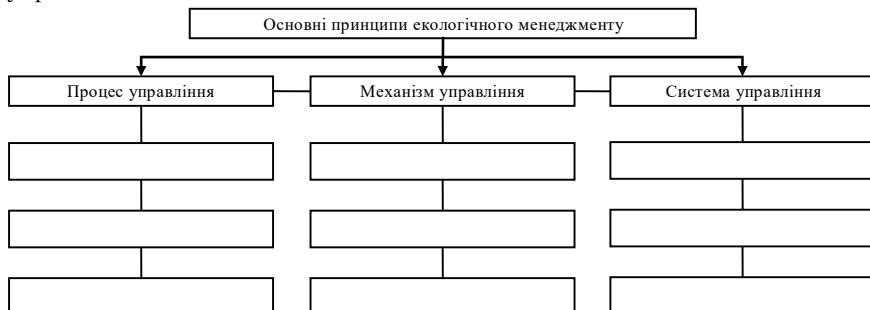 Основні принципи екологічного менеджменту
Процес управління
Механізм управління
Система управління